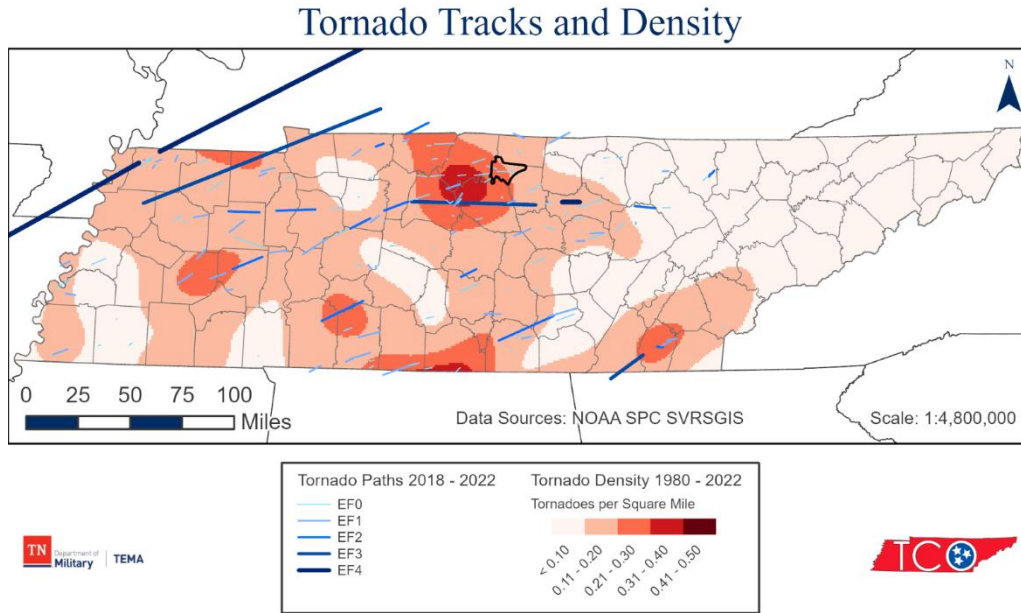 Tornado Tracks and Density
N
0 25 50 75 100
Miles
Data Sources: NOAA SPC SVRSGIS
Scale: 1:4,800,000
Tornado Paths 2018 - 2022
EF0
EF1
EF2
EF3
EF4
Tornado Density 1980 - 2022
Tornadoes per Square Mile
< 0.10
0.11 - 0.20
0.21 - 0.30
0.31 - 0.40
0.41 - 0.50
TN
Department of
Military
TEMA
TCO